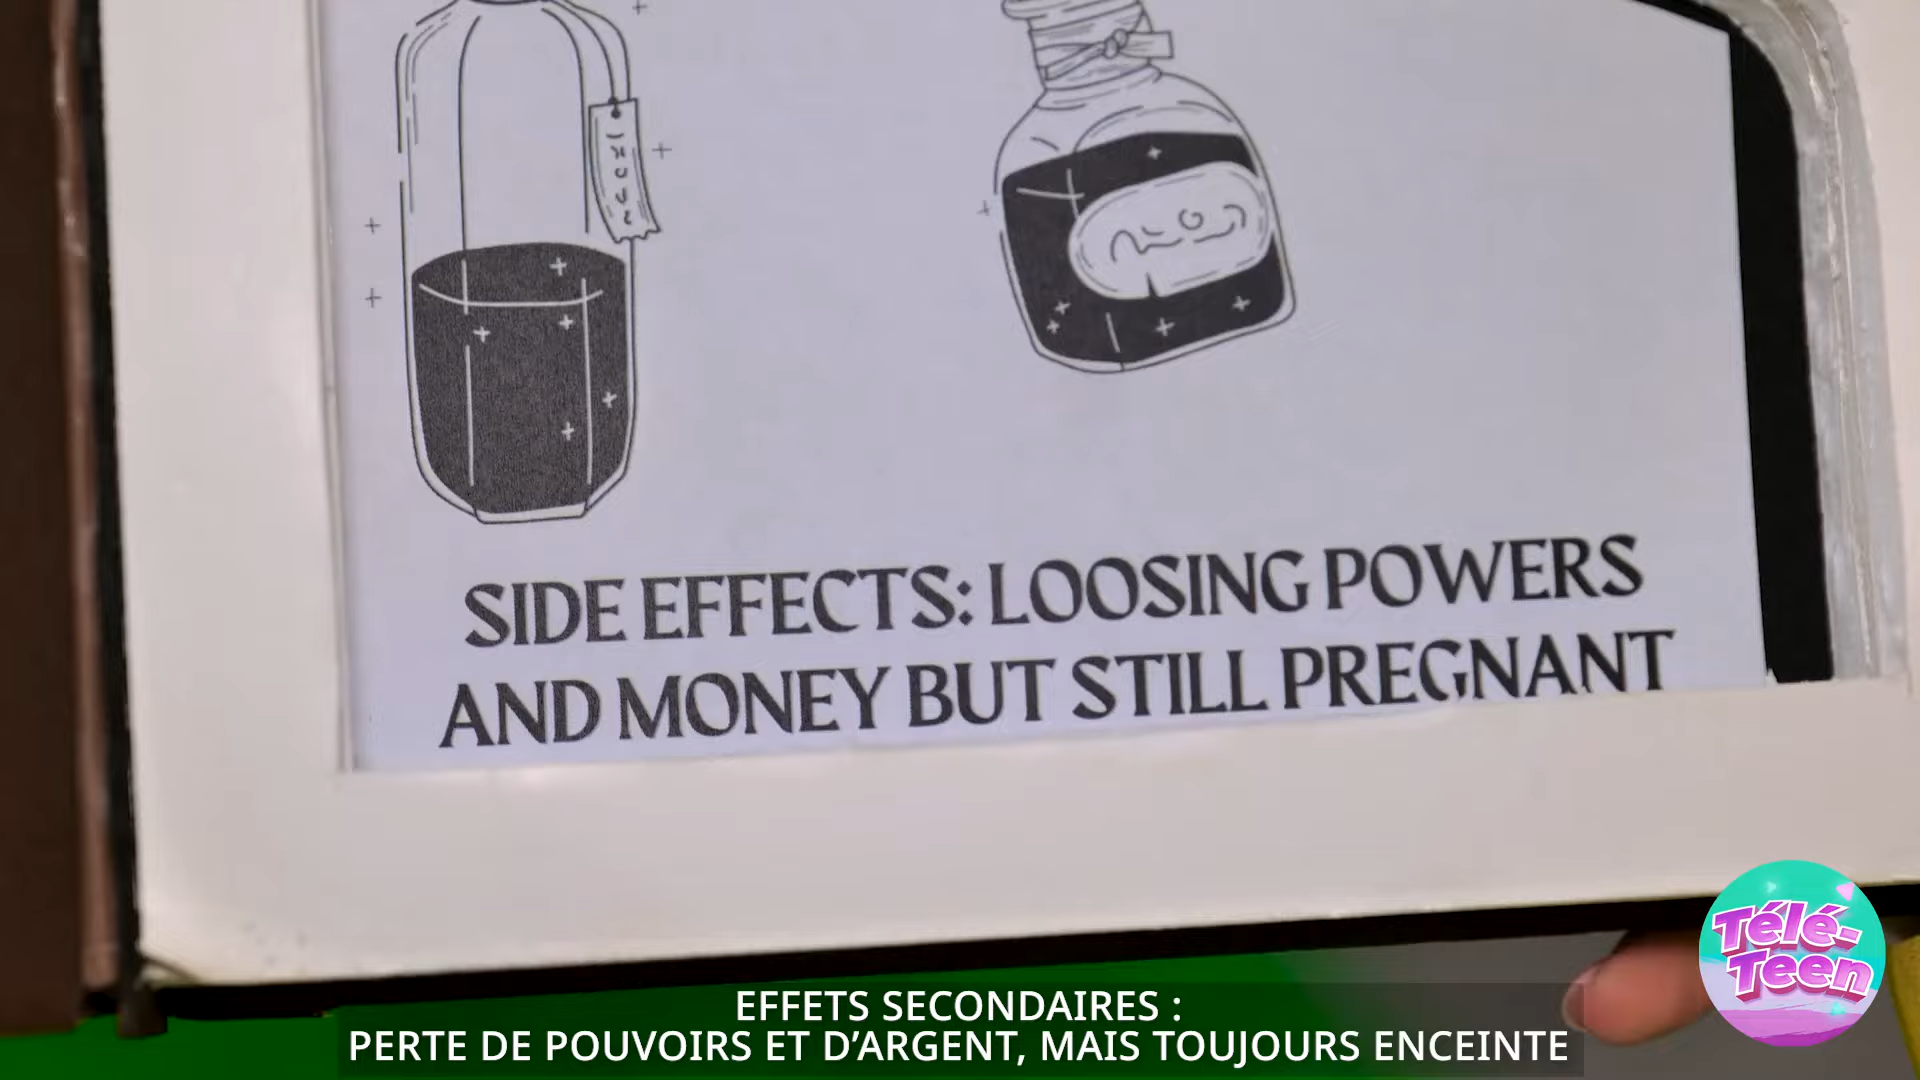 SIDE EFFECTS: LOOSING POWERS
AND MONEY BUT STILL PREGNANT
EFFETS SECONDAIRES :
PERTE DE POUVOIRS ET D’ARGENT, MAIS TOUJOURS ENCEINTE
Télé-
Teen